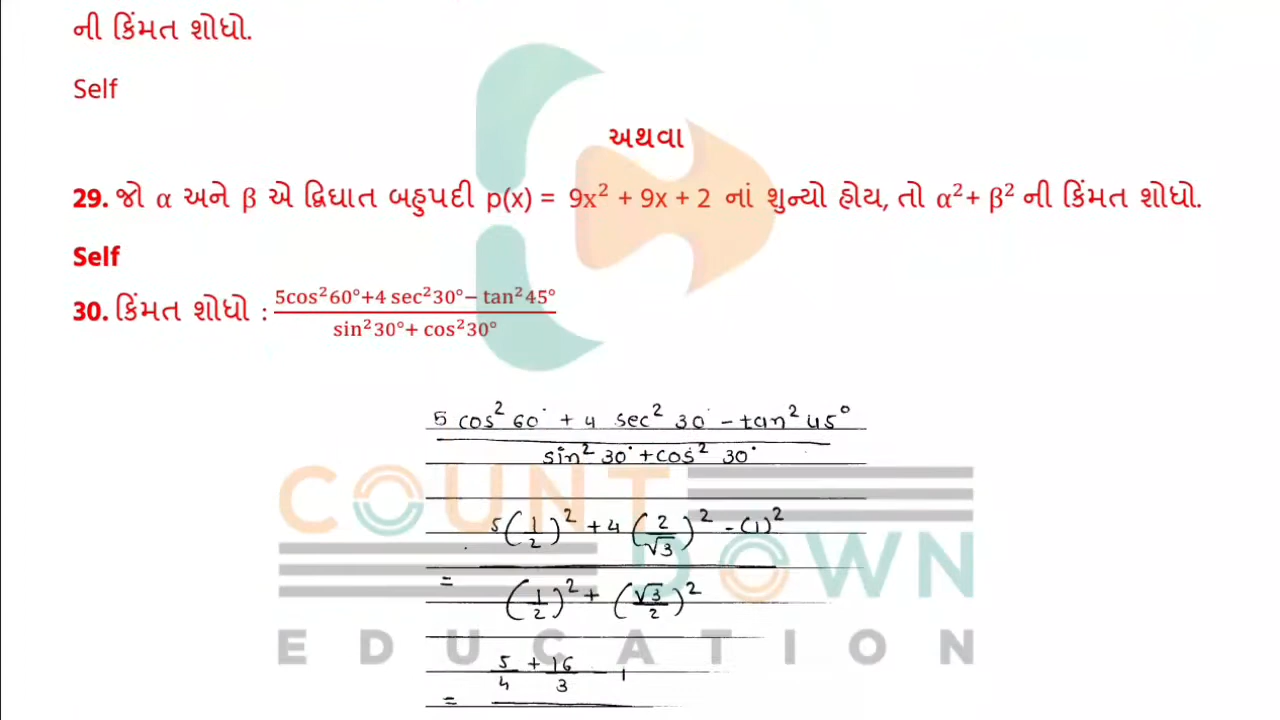 ની કિંમત શોધો.
Self
અથવા
29. જો α અને β એ દ્વિઘાત બહુપદી p(x) = 9x² + 9x + 2 નાં શુન્યો હોય, તો α²+ β² ની કિંમત શોધો.
Self
30. કિંમત શોધો : 5cos²60°+4 sec²30°− tan²45°
sin²30°+ cos²30°
5 cos² 60° + 4 sec² 30° - tan² 45°
sin² 30° + cos² 30°
COUNT
5(1/2)² + 4(2/√3)² - (1)²
DOWN
= (1/2)² + (√3/2)²
EDUCATION
= 5/4 + 16/3 - 1